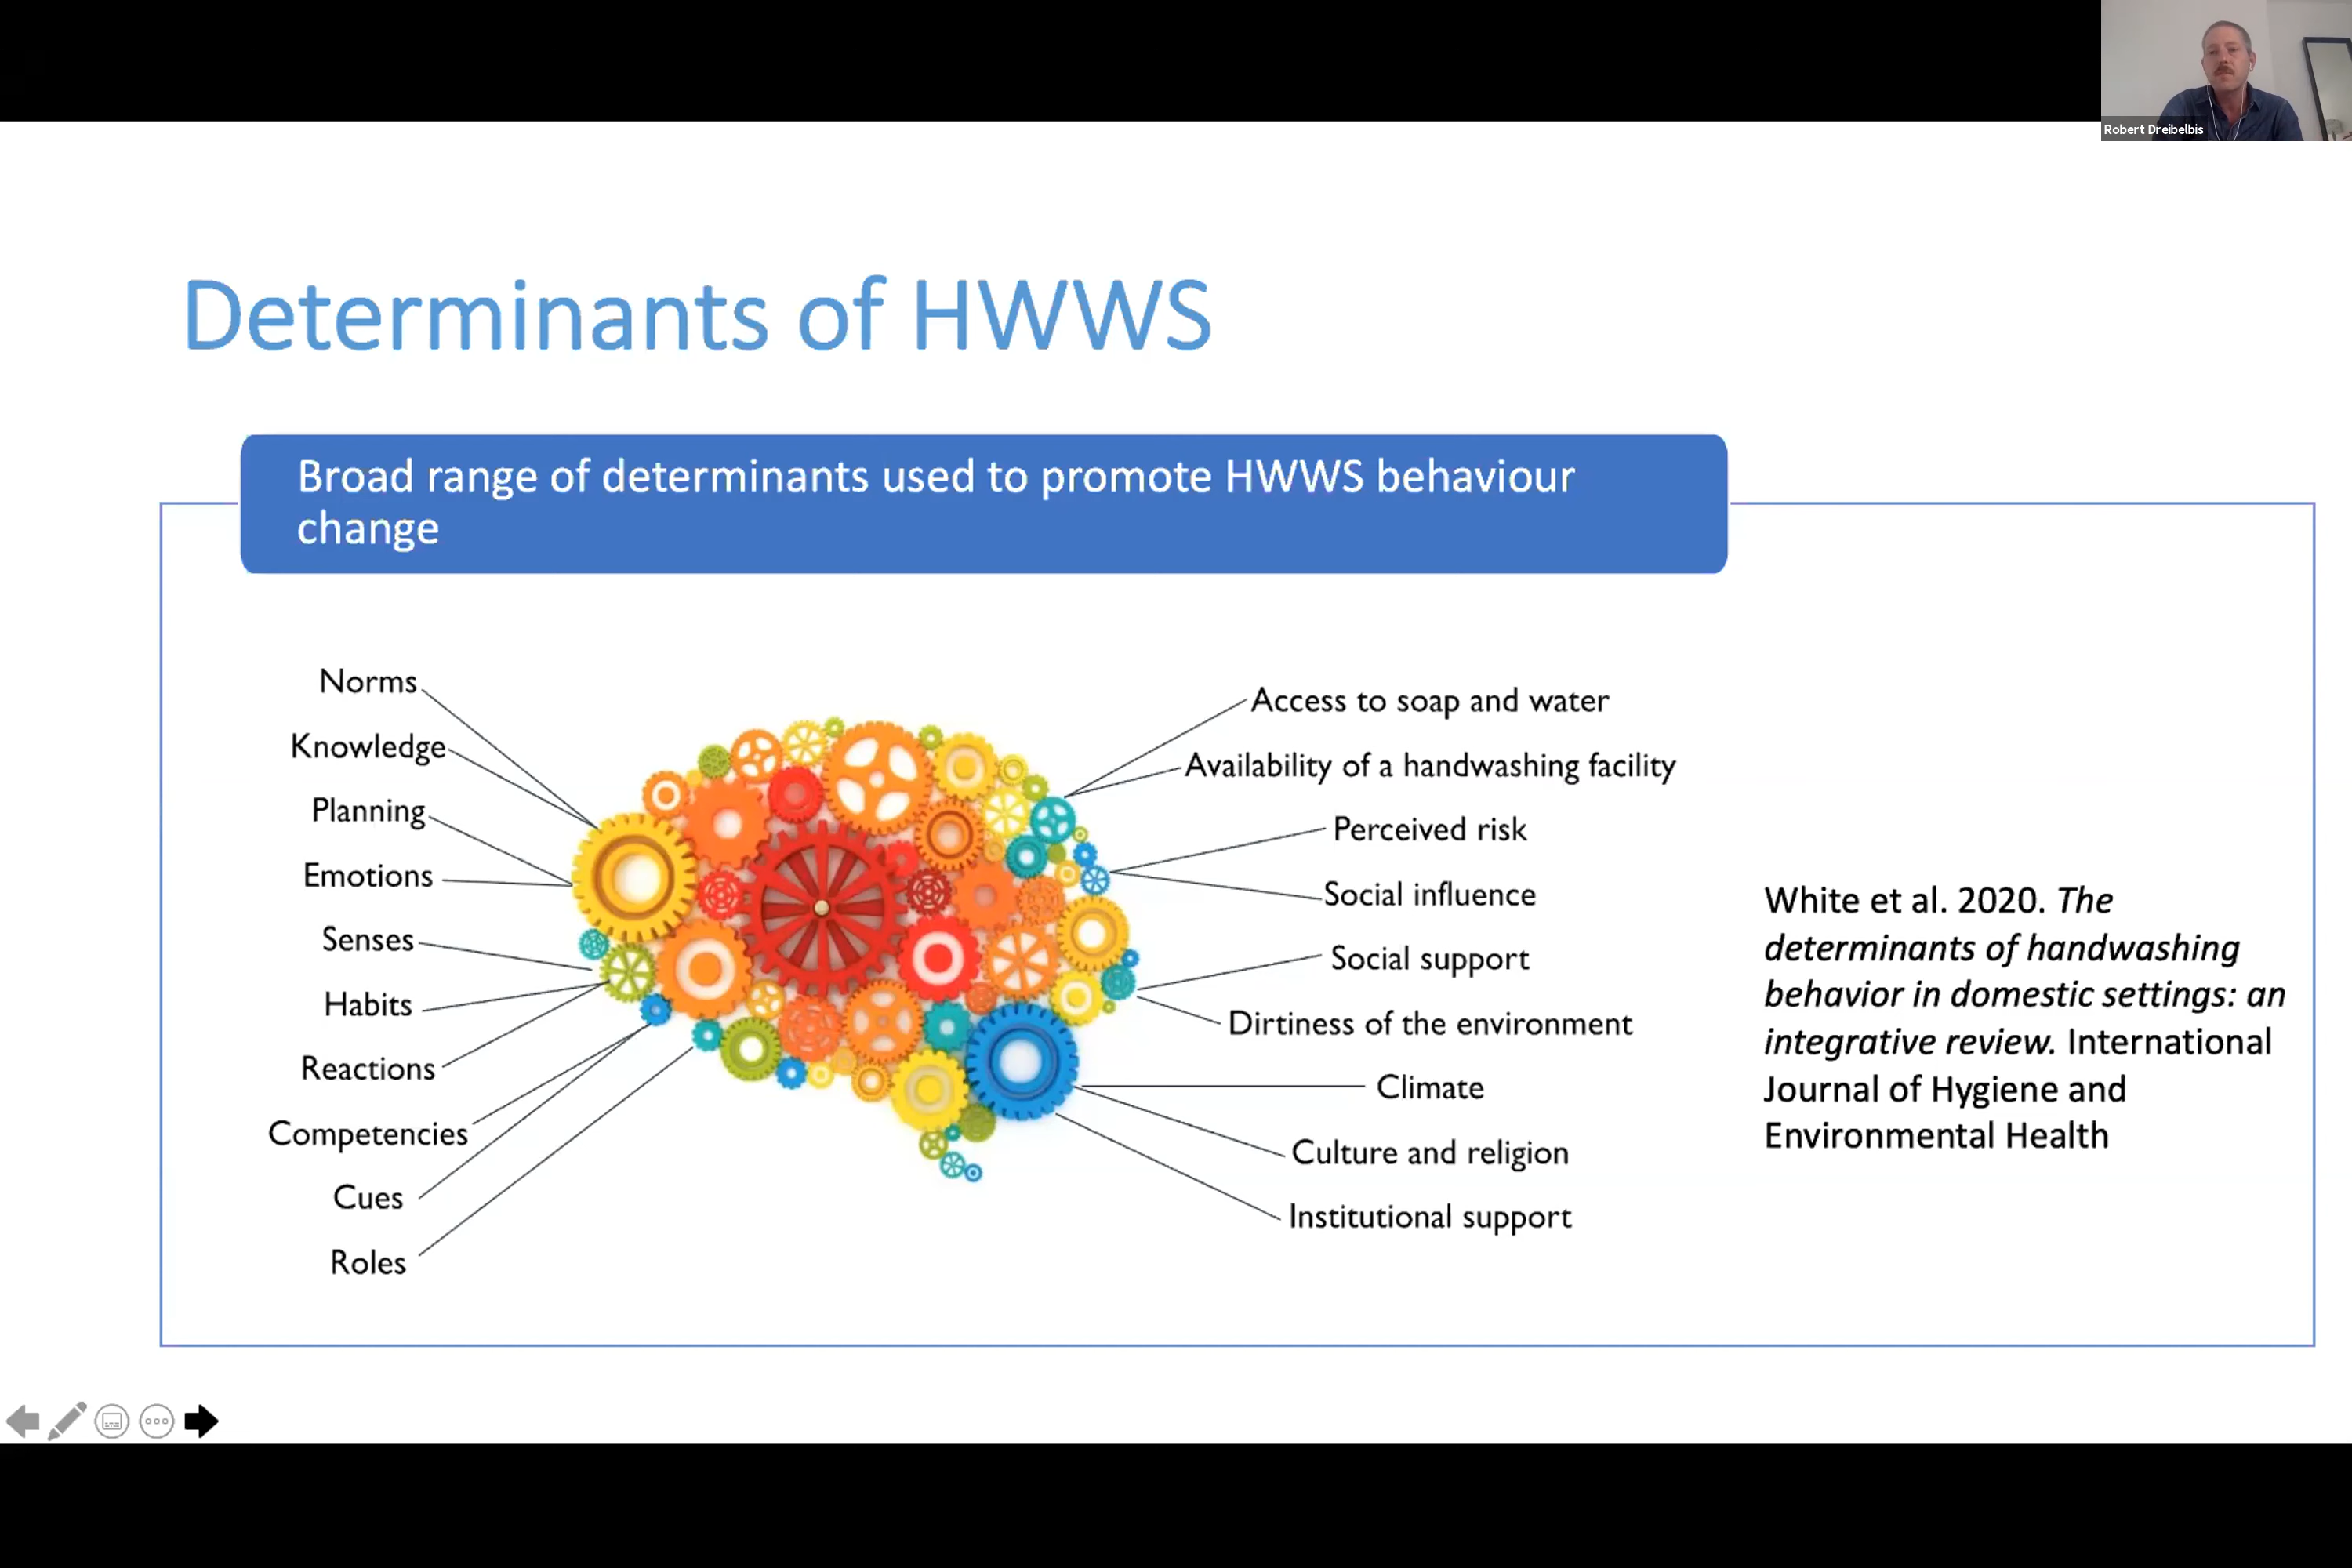 Robert Dreibelbis
Determinants of HWWS
Broad range of determinants used to promote HWWS behaviour
change
Norms
Knowledge
Planning
Emotions
Senses
Habits
Reactions
Competencies
Cues
Roles
Access to soap and water
Availability of a handwashing facility
Perceived risk
Social influence
Social support
Dirtiness of the environment
Climate
Culture and religion
Institutional support
White et al. 2020. The
determinants of handwashing
behavior in domestic settings: an
integrative review. International
Journal of Hygiene and
Environmental Health